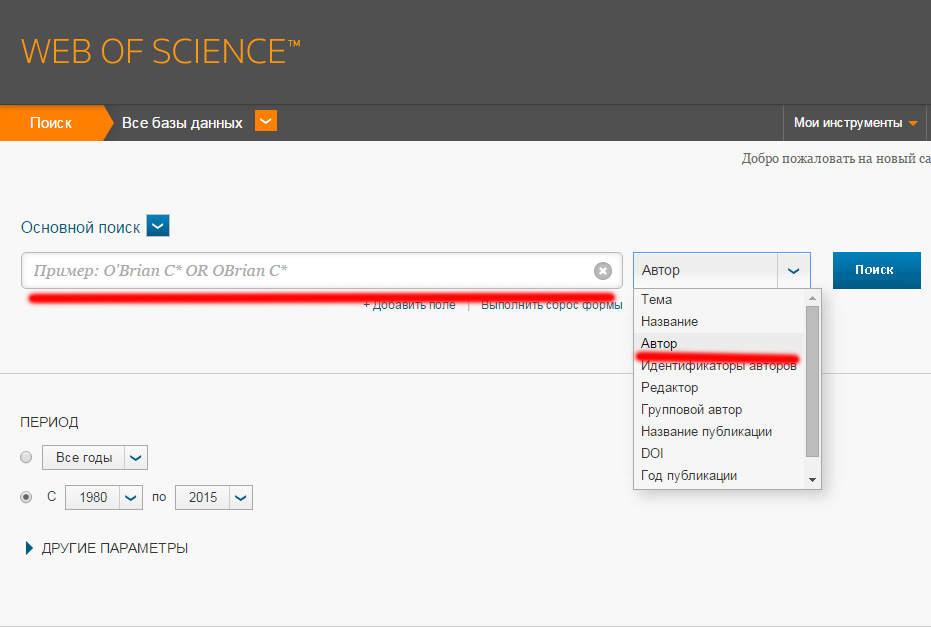 WEB OF SCIENCE™
Поиск Все базы данных Мои инструменты
Добро пожаловать на новый са
Основной поиск
Пример: O'Brian C* OR OBrian C* Автор Поиск
+ Добавить поле | Выполнить сброс формы
Тема
Название
Автор
Идентификаторы авторов
Редактор
Групповой автор
Название публикации
DOI
Год публикации
ПЕРИОД
Все годы
С 1980 по 2015
ДРУГИЕ ПАРАМЕТРЫ